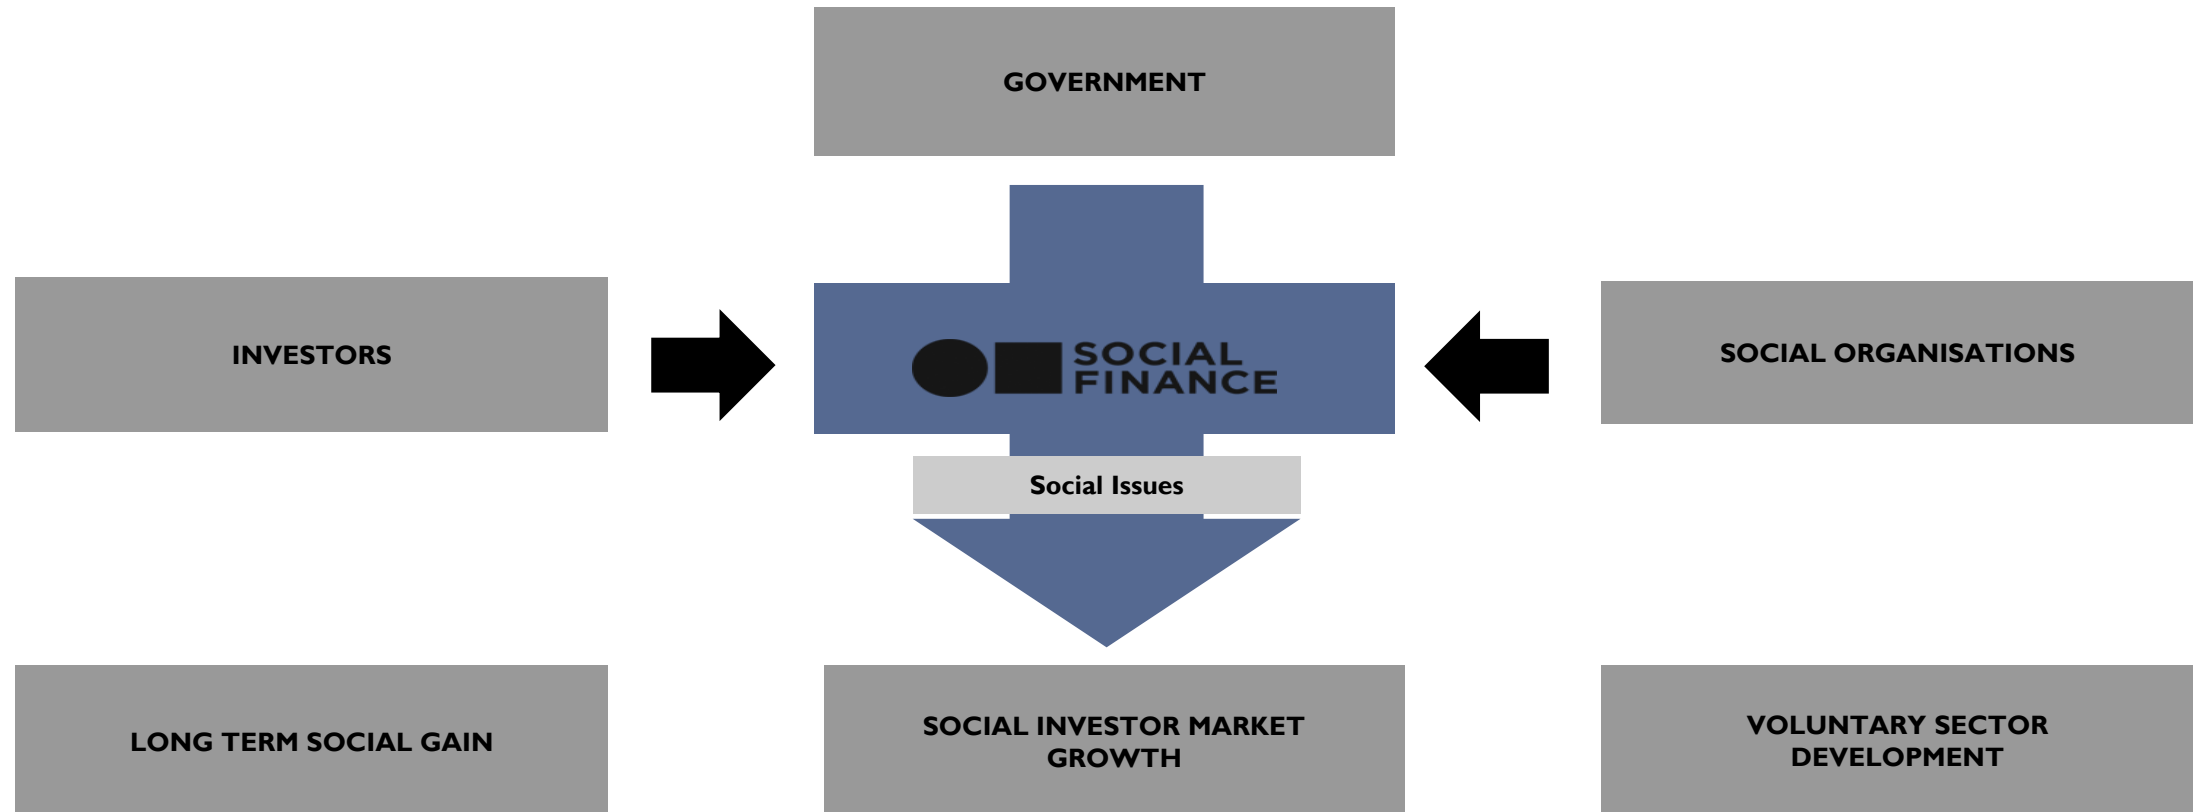 GOVERNMENT
INVESTORS
SOCIAL
FINANCE
SOCIAL ORGANISATIONS
Social Issues
LONG TERM SOCIAL GAIN
SOCIAL INVESTOR MARKET
GROWTH
VOLUNTARY SECTOR
DEVELOPMENT